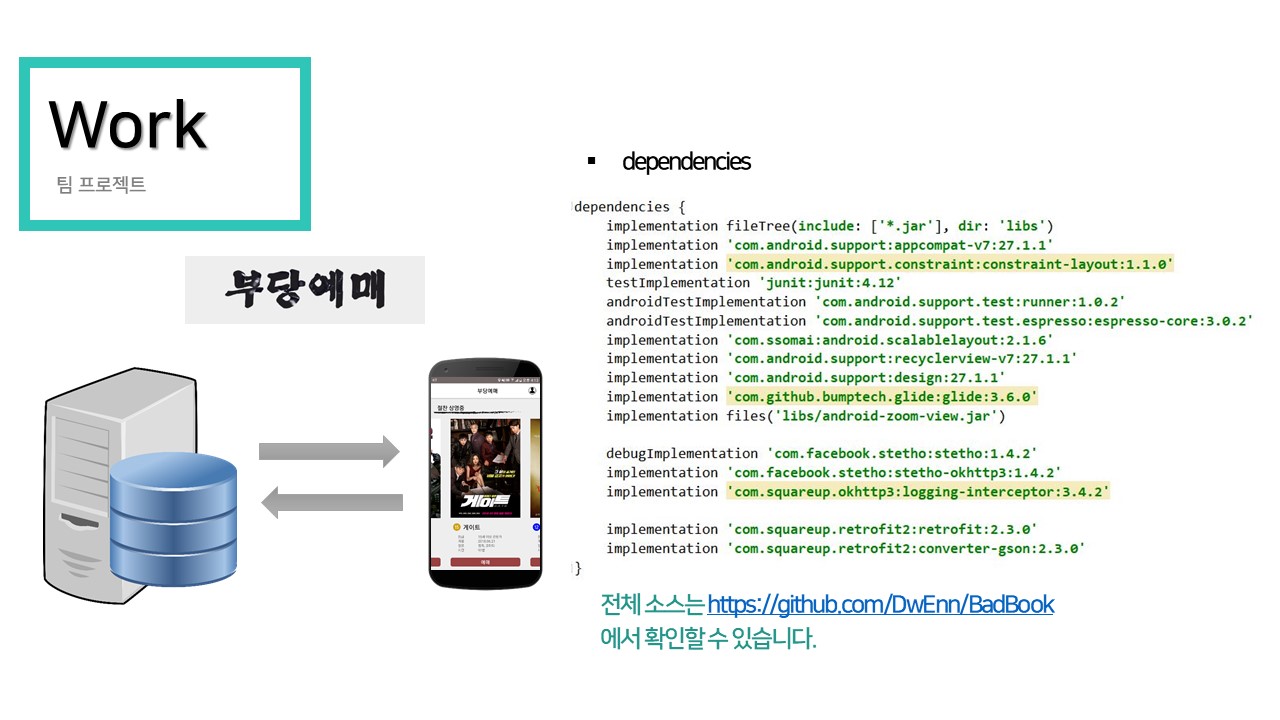 Work
팀 프로젝트
부당예매
부당예매
절찬 상영중
게이트
게이트
예매
▪ dependencies
dependencies {
implementation fileTree(include: ['*.jar'], dir: 'libs')
implementation 'com.android.support:appcompat-v7:27.1.1'
implementation 'com.android.support.constraint:constraint-layout:1.1.0'
testImplementation 'junit:junit:4.12'
androidTestImplementation 'com.android.support.test:runner:1.0.2'
androidTestImplementation 'com.android.support.test.espresso:espresso-core:3.0.2'
implementation 'com.ssomai:android.scalablelayout:2.1.6'
implementation 'com.android.support:recyclerview-v7:27.1.1'
implementation 'com.android.support:design:27.1.1'
implementation 'com.github.bumptech.glide:glide:3.6.0'
implementation files('libs/android-zoom-view.jar')
debugImplementation 'com.facebook.stetho:stetho:1.4.2'
implementation 'com.facebook.stetho:stetho-okhttp3:1.4.2'
implementation 'com.squareup.okhttp3:logging-interceptor:3.4.2'
implementation 'com.squareup.retrofit2:retrofit:2.3.0'
implementation 'com.squareup.retrofit2:converter-gson:2.3.0'
}
전체 소스는 https://github.com/DwEnn/BadBook
에서 확인할 수 있습니다.